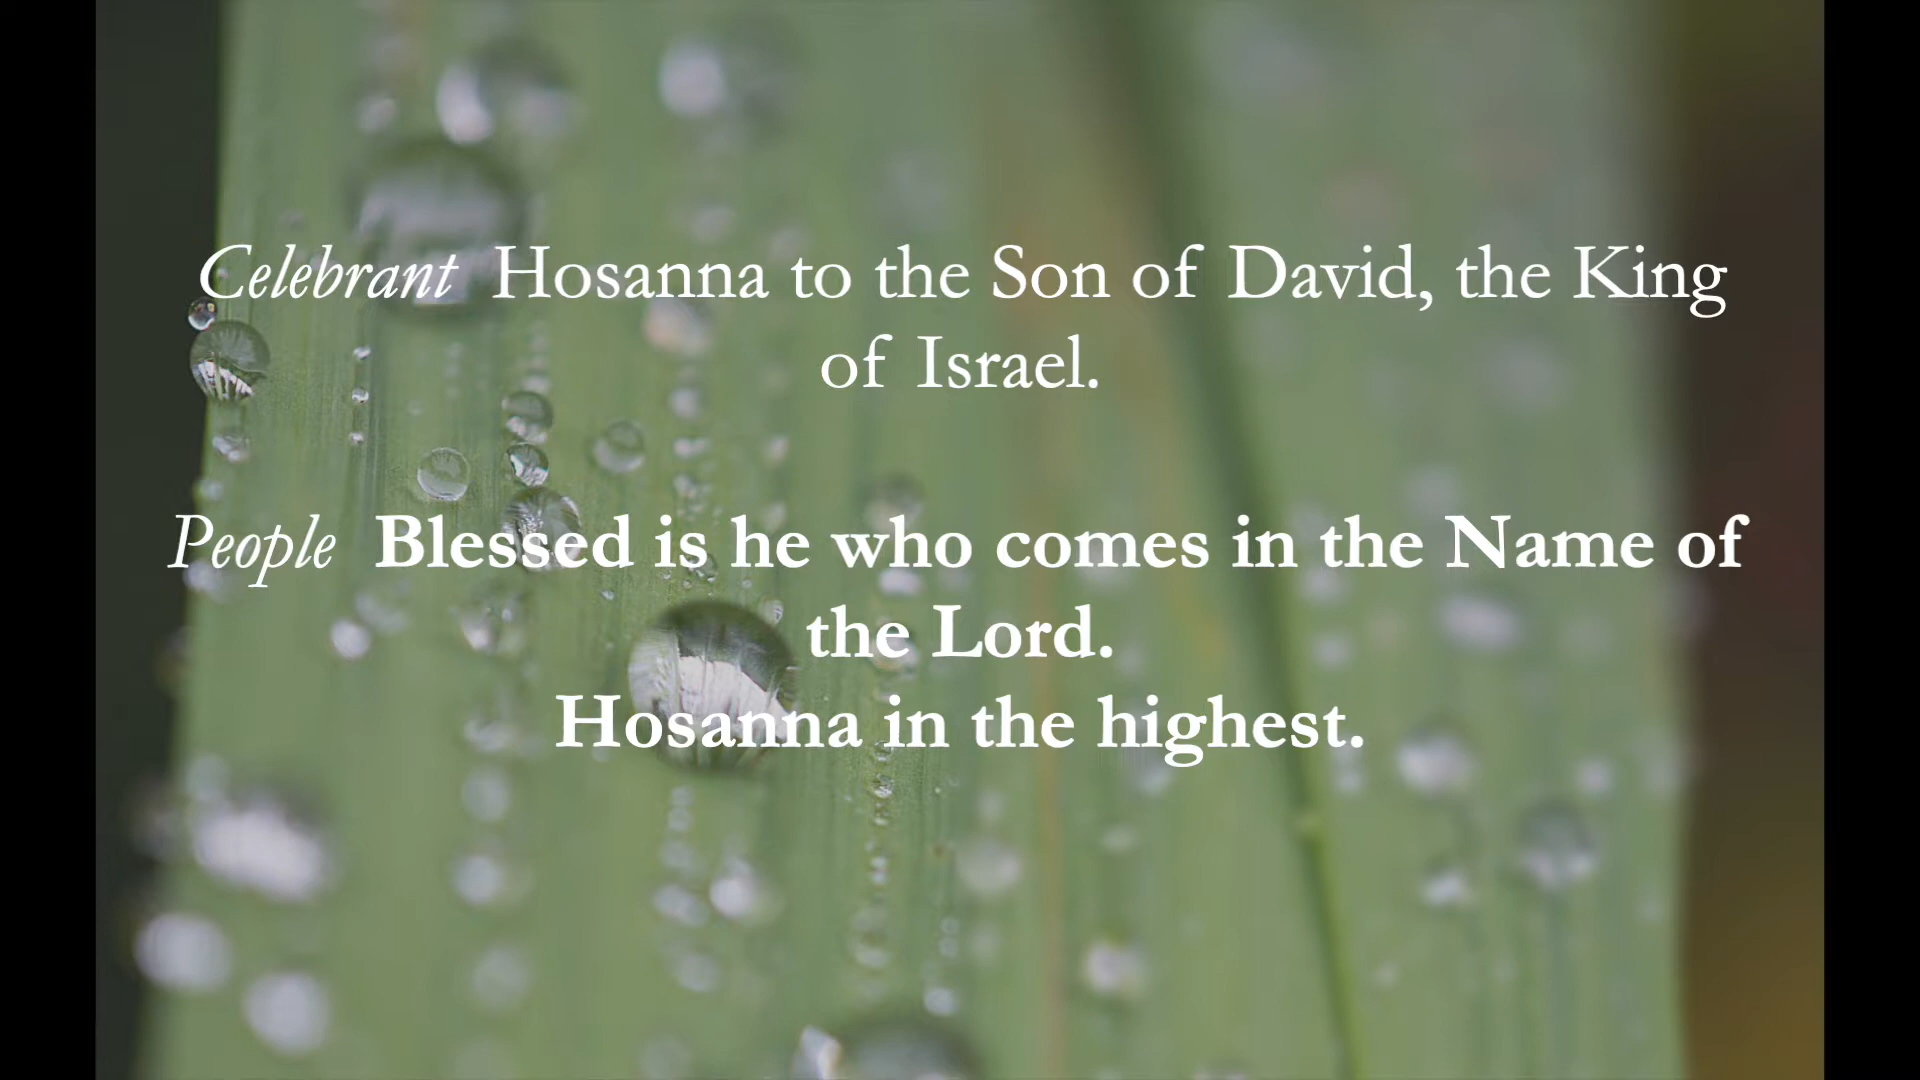 Celebrant Hosanna to the Son of David, the King
of Israel.
People Blessed is he who comes in the Name of
the Lord.
Hosanna in the highest.